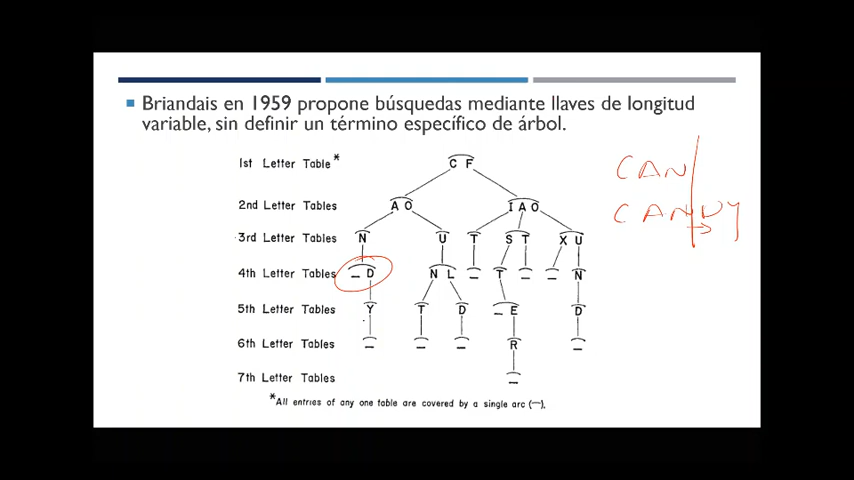 Briandais en 1959 propone búsquedas mediante llaves de longitud
variable, sin definir un término específico de árbol.
1st Letter Table* C F
2nd Letter Tables A O I A O
3rd Letter Tables N U T S T X U
4th Letter Tables _ D N L _ T _ _ N
5th Letter Tables Y T D _ E D
6th Letter Tables _ _ _ R _
7th Letter Tables _
*All entries of any one table are covered by a single arc (⌒).
CAN
CANDY